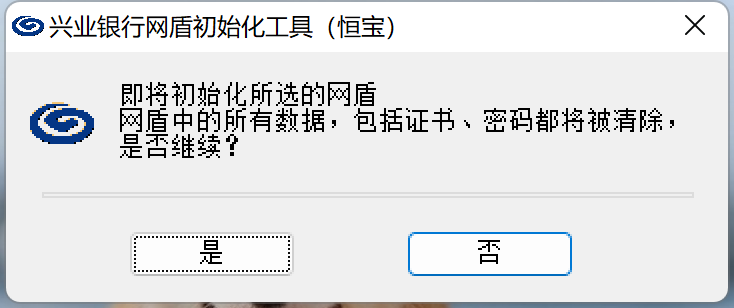 兴业银行网盾初始化工具（恒宝）
即将初始化所选的网盾
网盾中的所有数据，包括证书、密码都将被清除，
是否继续？
是
否